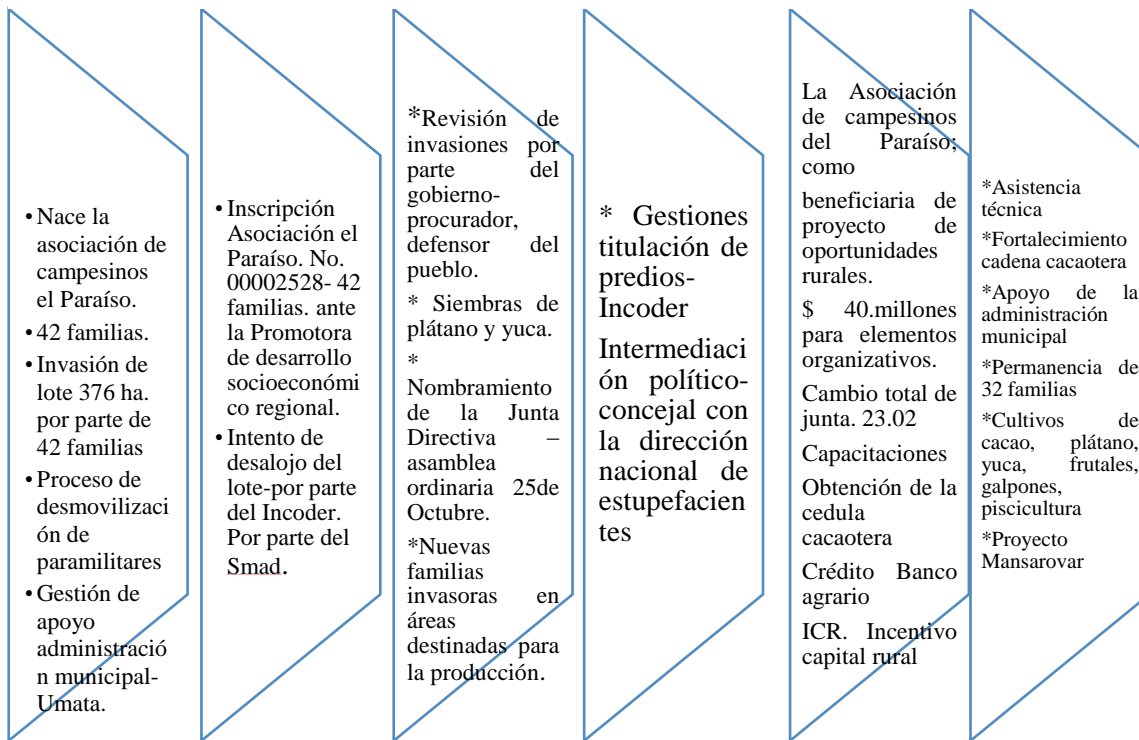 • Nace la
asociación de
campesinos
el Paraíso.
• 42 familias.
• Invasión de
lote 376 ha.
por parte de
42 familias
• Proceso de
desmovilizaci
ón de
paramilitares
• Gestión de
apoyo
administració
n municipal-
Umata.
• Inscripción
Asociación el
Paraíso. No.
00002528- 42
familias. ante
la Promotora
de desarrollo
socioeconómi
co regional.
• Intento de
desalojo del
lote-por parte
del Incoder.
Por parte del
Smad.
*Revisión de
invasiones por
parte del
gobierno-
procurador,
defensor del
pueblo.
* Siembras de
plátano y yuca.
*
Nombramiento
de la Junta
Directiva –
asamblea
ordinaria 25de
Octubre.
*Nuevas
familias
invasoras en
áreas
destinadas para
la producción.
* Gestiones
titulación de
predios-
Incoder
Intermediaci
ón político-
concejal con
la dirección
nacional de
estupefacien
tes
La Asociación
de campesinos
del Paraíso;
como
beneficiaria de
proyecto de
oportunidades
rurales.
$ 40.millones
para elementos
organizativos.
Cambio total de
junta. 23.02
Capacitaciones
Obtención de la
cedula
cacaotera
Crédito Banco
agrario
ICR. Incentivo
capital rural
*Asistencia
técnica
*Fortalecimiento
cadena cacaotera
*Apoyo de la
administración
municipal
*Permanencia de
32 familias
*Cultivos de
cacao, plátano,
yuca, frutales,
galpones,
piscicultura
*Proyecto
Mansarovar